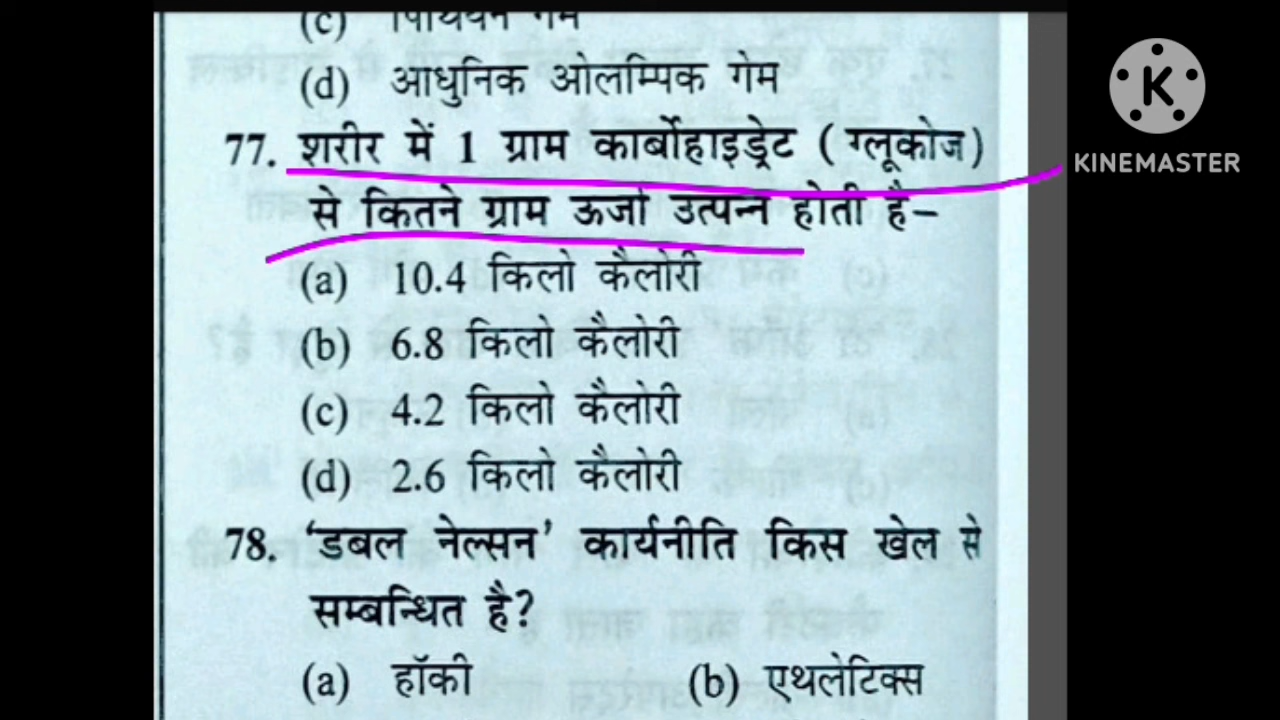 (c) पिथियन गेम
(d) आधुनिक ओलम्पिक गेम
77. शरीर में 1 ग्राम कार्बोहाइड्रेट (ग्लूकोज)
से कितने ग्राम ऊर्जा उत्पन्न होती है–
(a) 10.4 किलो कैलोरी
(b) 6.8 किलो कैलोरी
(c) 4.2 किलो कैलोरी
(d) 2.6 किलो कैलोरी
78. ‘डबल नेल्सन’ कार्यनीति किस खेल से
सम्बन्धित है?
(a) हॉकी (b) एथलेटिक्स
K
KINEMASTER